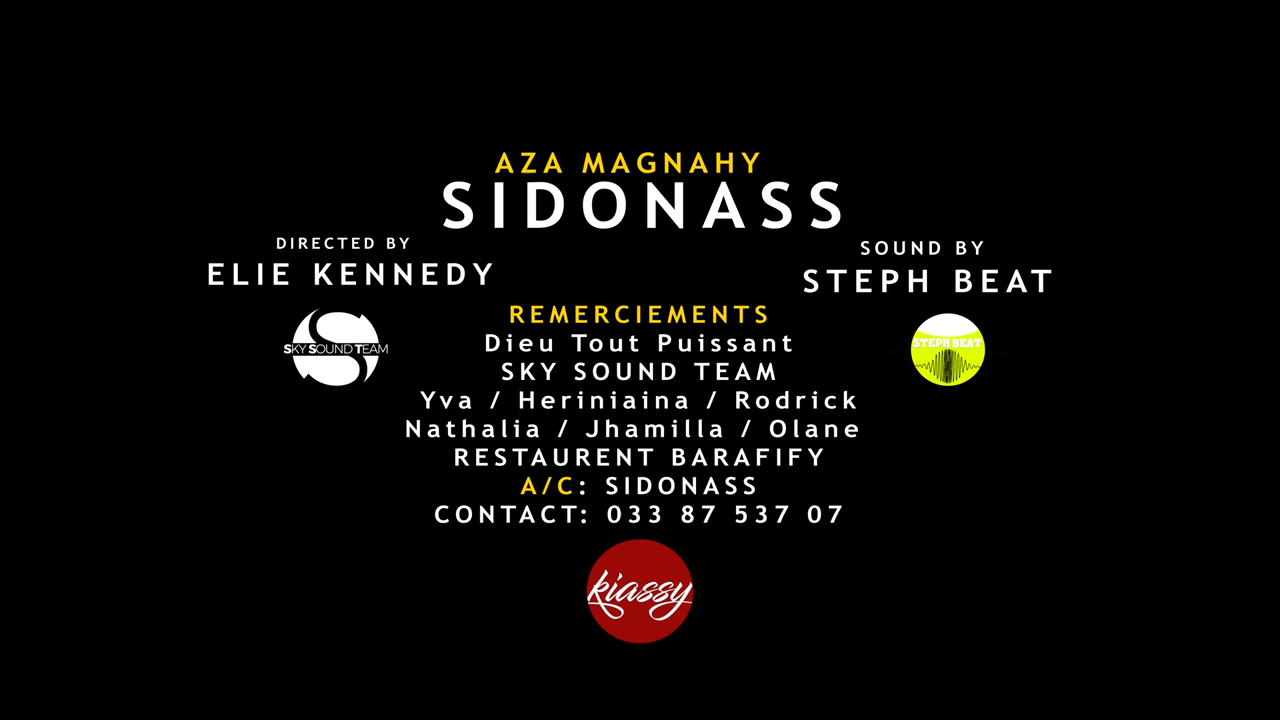 AZA MAGNAHY
SIDONASS
DIRECTED BY
ELIE KENNEDY
SKY SOUND TEAM
SOUND BY
STEPH BEAT
STEPH BEAT
REMERCIEMENTS
Dieu Tout Puissant
SKY SOUND TEAM
Yva / Heriniaina / Rodrick
Nathalia / Jhamilla / Olane
RESTAURENT BARAFIFY
A/C: SIDONASS
CONTACT: 033 87 537 07
kiassy